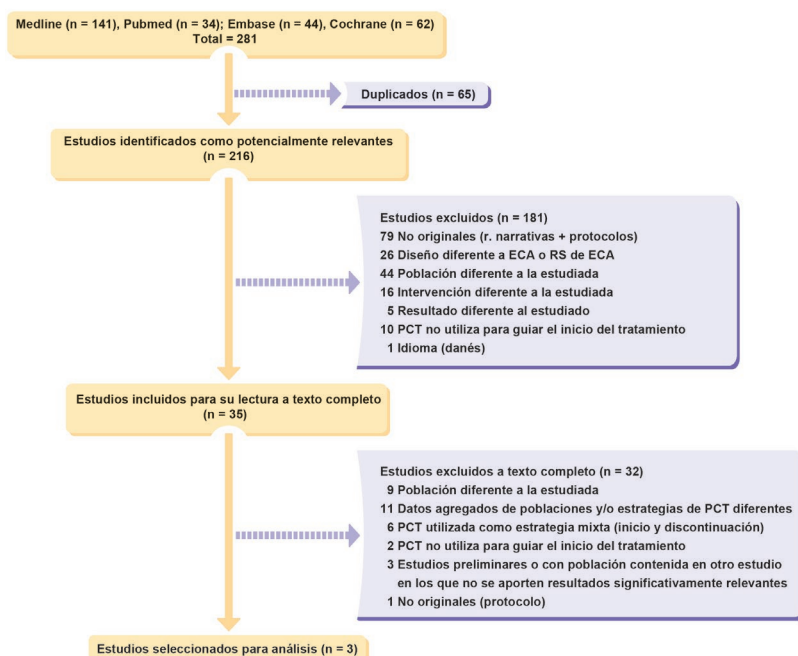 Medline (n = 141), Pubmed (n = 34); Embase (n = 44), Cochrane (n = 62)
Total = 281
Duplicados (n = 65)
Estudios identificados como potencialmente relevantes
(n = 216)
Estudios excluidos (n = 181)
79 No originales (r. narrativas + protocolos)
26 Diseño diferente a ECA o RS de ECA
44 Población diferente a la estudiada
16 Intervención diferente a la estudiada
5 Resultado diferente al estudiado
10 PCT no utiliza para guiar el inicio del tratamiento
1 Idioma (danés)
Estudios incluidos para su lectura a texto completo
(n = 35)
Estudios excluidos a texto completo (n = 32)
9 Población diferente a la estudiada
11 Datos agregados de poblaciones y/o estrategias de PCT diferentes
6 PCT utilizada como estrategia mixta (inicio y discontinuación)
2 PCT no utiliza para guiar el inicio del tratamiento
3 Estudios preliminares o con población contenida en otro estudio
en los que no se aporten resultados significativamente relevantes
1 No originales (protocolo)
Estudios seleccionados para análisis (n = 3)